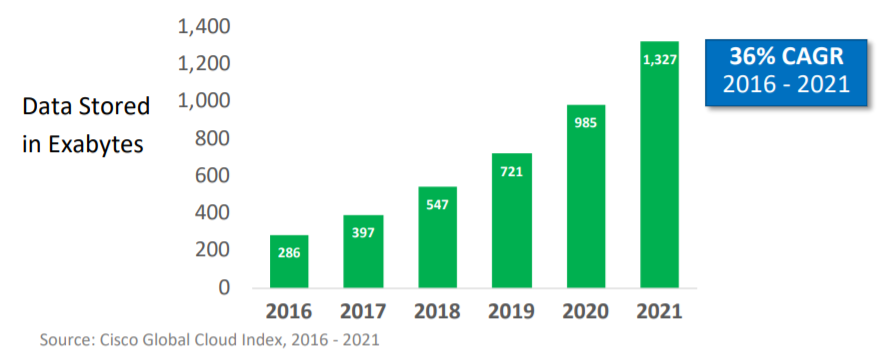 1,400
1,200
1,000
800
600
400
200
0
Data Stored
in Exabytes
286
397
547
721
985
1,327
2016 2017 2018 2019 2020 2021
36% CAGR
2016 - 2021
Source: Cisco Global Cloud Index, 2016 - 2021